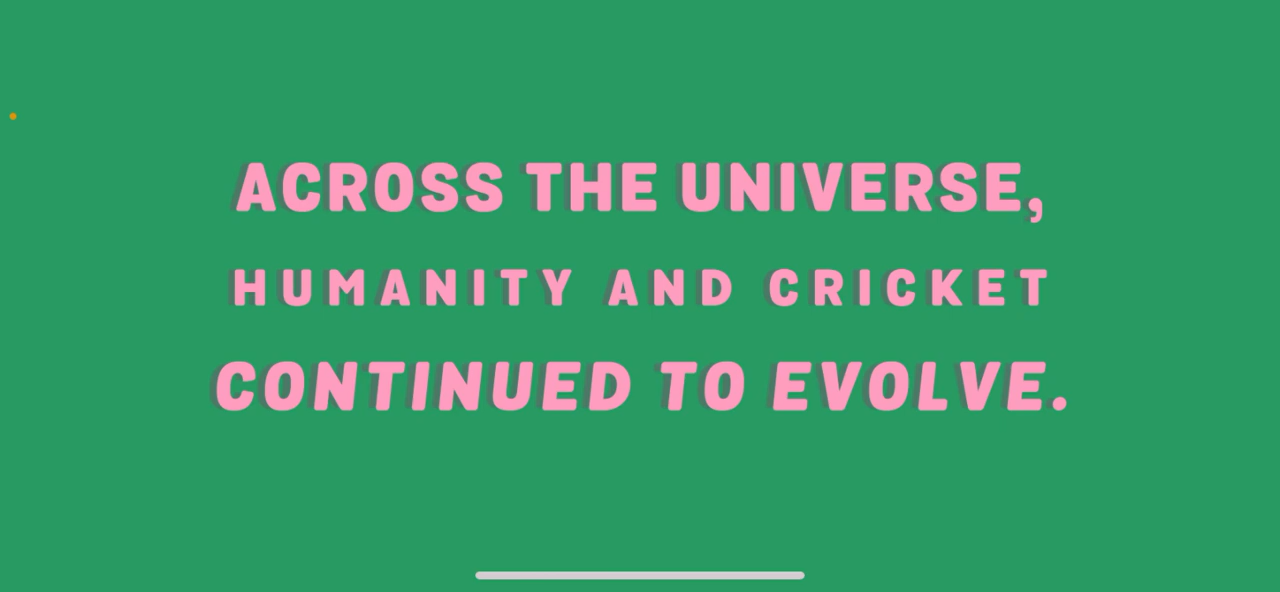 ACROSS THE UNIVERSE,
HUMANITY AND CRICKET
CONTINUED TO EVOLVE.